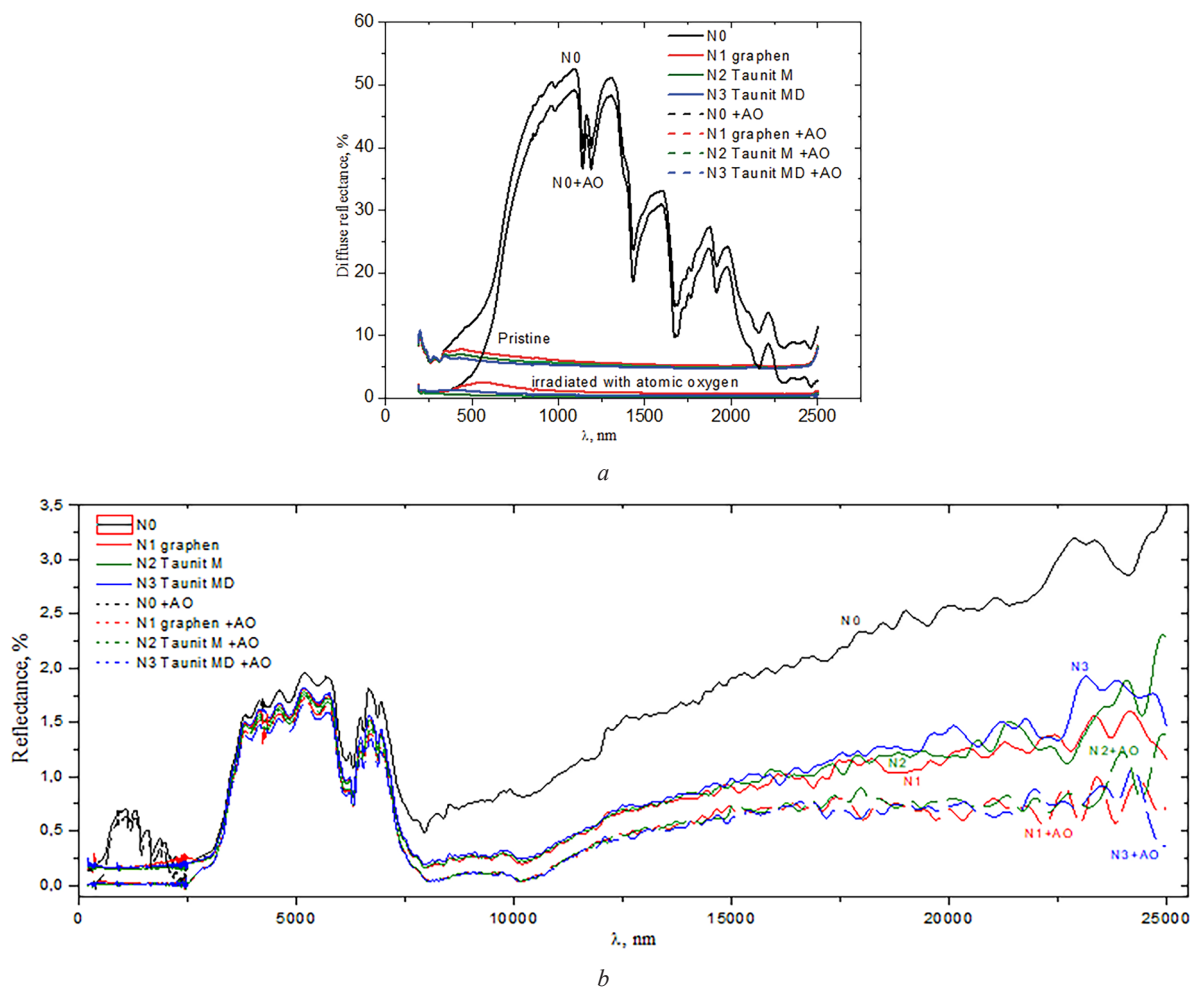 60
50
40
30
20
10
0
Diffuse reflectance, %
N0
N1 graphen
N2 Taunit M
N3 Taunit MD
N0 +AO
N1 graphen +AO
N2 Taunit M +AO
N3 Taunit MD +AO
N0
N0+AO
Pristine
irradiated with atomic oxygen
0 500 1000 1500 2000 2500
λ, nm
a
3,5
3,0
2,5
2,0
1,5
1,0
0,5
0,0
Reflectance, %
N0
N1 graphen
N2 Taunit M
N3 Taunit MD
N0 +AO
N1 graphen +AO
N2 Taunit M +AO
N3 Taunit MD +AO
N0
N3
N2
N1
N2+AO
N1+AO
N3+AO
0 5000 10000 15000 20000 25000
λ, nm
b